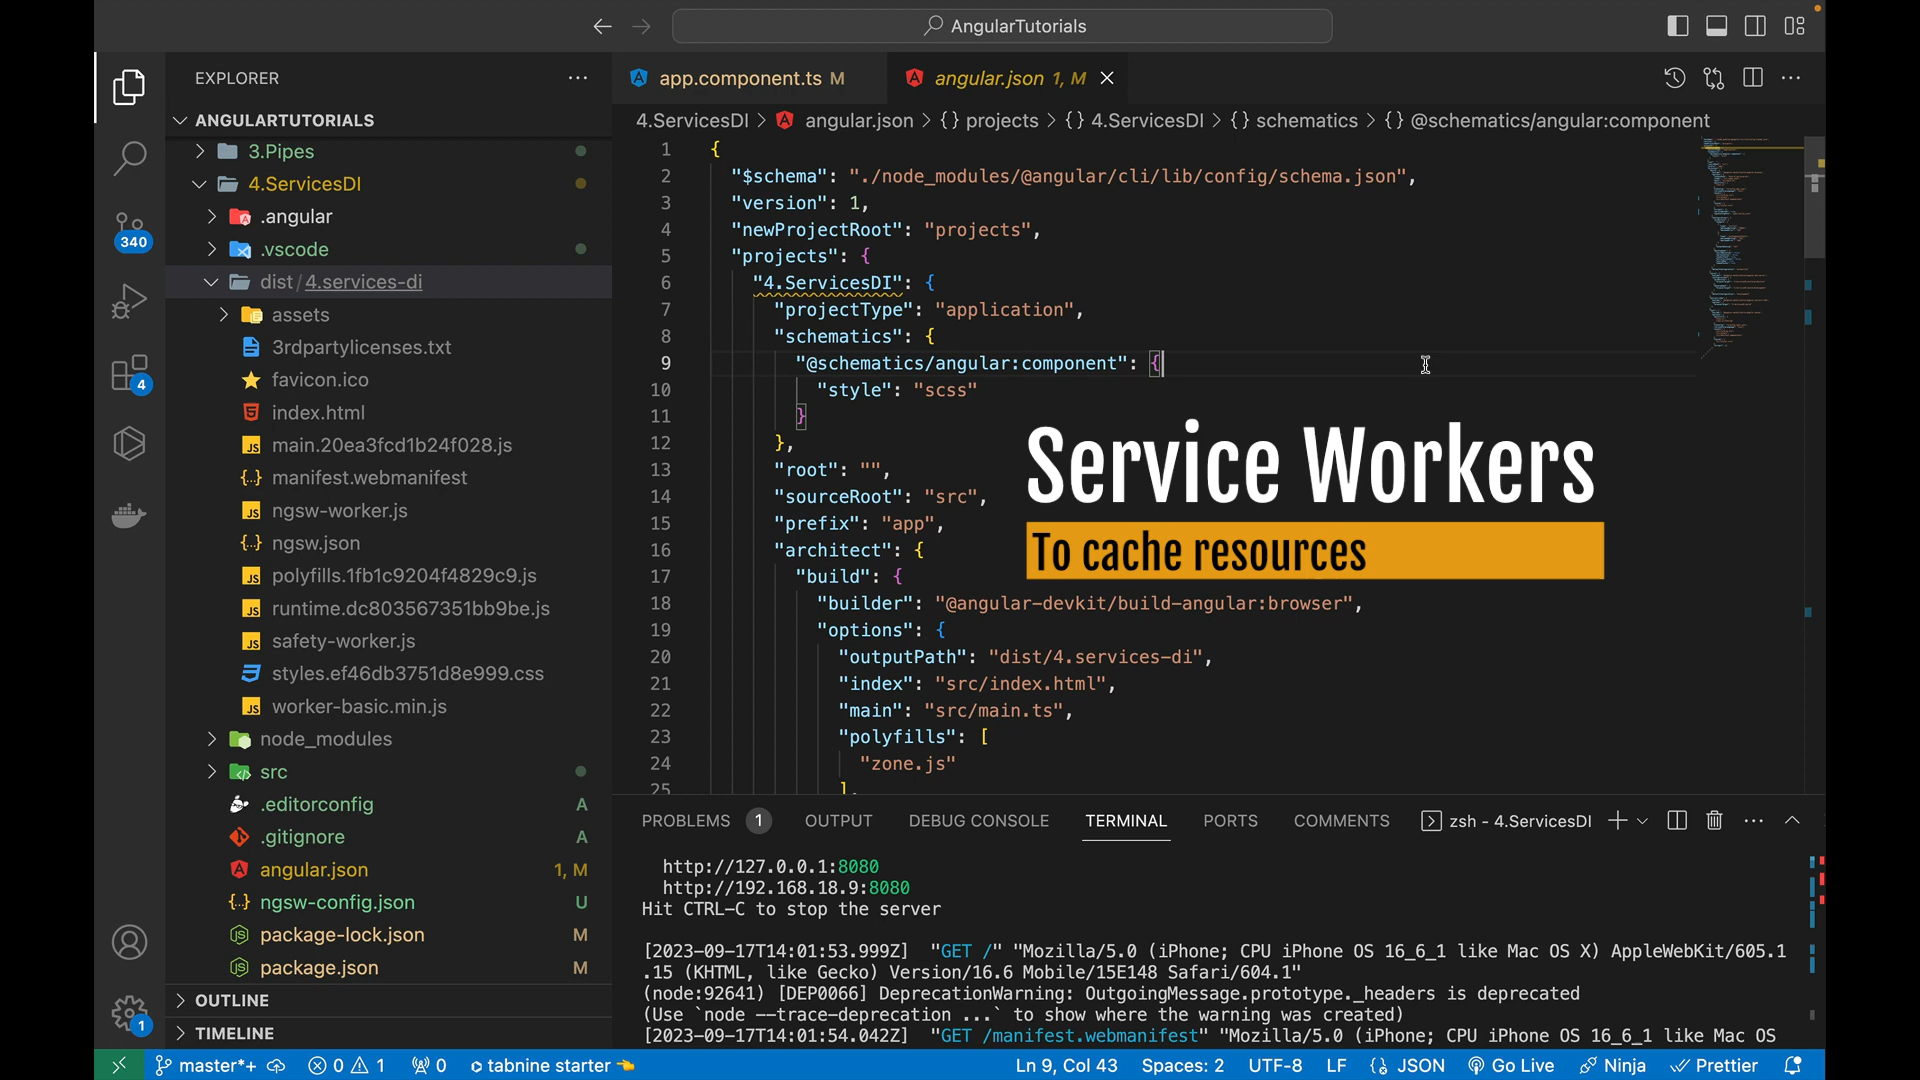 AngularTutorials
EXPLORER
ANGULARTUTORIALS
3.Pipes
4.ServicesDI
.angular
.vscode
dist / 4.services-di
assets
3rdpartylicenses.txt
favicon.ico
index.html
main.20ea3fcd1b24f028.js
manifest.webmanifest
ngsw-worker.js
ngsw.json
polyfills.1fb1c9204f4829c9.js
runtime.dc803567351bb9be.js
safety-worker.js
styles.ef46db3751d8e999.css
worker-basic.min.js
node_modules
src
.editorconfig A
.gitignore A
angular.json 1, M
ngsw-config.json U
package-lock.json M
package.json M
OUTLINE
TIMELINE
340
4
1
app.component.ts M
angular.json 1, M
4.ServicesDI > angular.json > {} projects > {} 4.ServicesDI > {} schematics > {} @schematics/angular:component
1 {
2 "$schema": "./node_modules/@angular/cli/lib/config/schema.json",
3 "version": 1,
4 "newProjectRoot": "projects",
5 "projects": {
6 "4.ServicesDI": {
7 "projectType": "application",
8 "schematics": {
9 "@schematics/angular:component": {
10 "style": "scss"
11 }
12 },
13 "root": "",
14 "sourceRoot": "src",
15 "prefix": "app",
16 "architect": {
17 "build": {
18 "builder": "@angular-devkit/build-angular:browser",
19 "options": {
20 "outputPath": "dist/4.services-di",
21 "index": "src/index.html",
22 "main": "src/main.ts",
23 "polyfills": [
24 "zone.js"
25 ],
Service Workers
To cache resources
PROBLEMS 1 OUTPUT DEBUG CONSOLE TERMINAL PORTS COMMENTS zsh - 4.ServicesDI
http://127.0.0.1:8080
http://192.168.18.9:8080
Hit CTRL-C to stop the server
[2023-09-17T14:01:53.999Z] "GET /" "Mozilla/5.0 (iPhone; CPU iPhone OS 16_6_1 like Mac OS X) AppleWebKit/605.1
.15 (KHTML, like Gecko) Version/16.6 Mobile/15E148 Safari/604.1"
(node:92641) [DEP0066] DeprecationWarning: OutgoingMessage.prototype._headers is deprecated
(Use `node --trace-deprecation ...` to show where the warning was created)
[2023-09-17T14:01:54.042Z] "GET /manifest.webmanifest" "Mozilla/5.0 (iPhone; CPU iPhone OS 16_6_1 like Mac OS
master*+ 0 1 0 tabnine starter Ln 9, Col 43 Spaces: 2 UTF-8 LF {} JSON Go Live Ninja Prettier